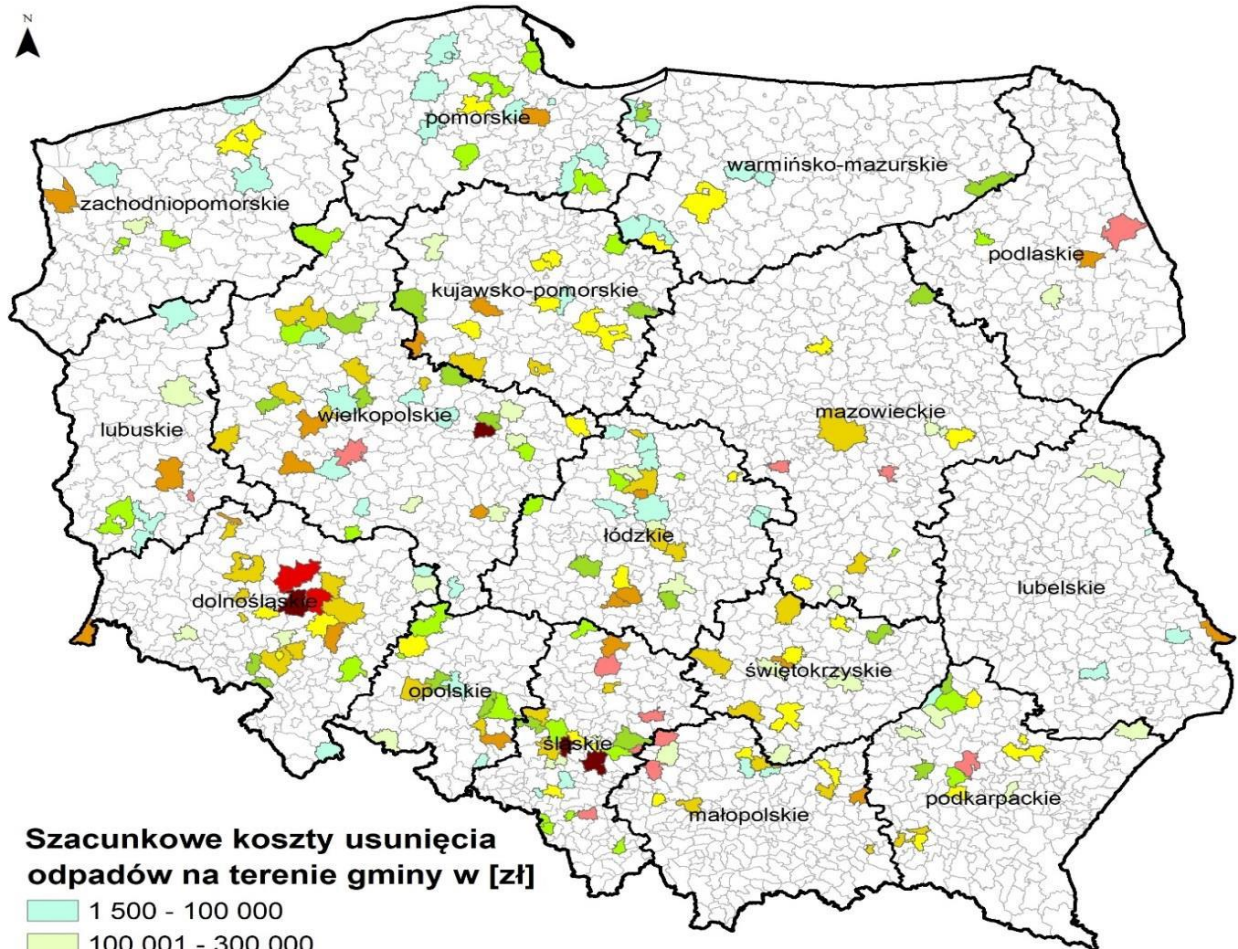 N
pomorskie
warmińsko-mazurskie
zachodniopomorskie
podlaskie
kujawsko-pomorskie
wielkopolskie
mazowieckie
lubuskie
łódzkie
lubelskie
dolnośląskie
świętokrzyskie
opolskie
śląskie
podkarpackie
małopolskie
Szacunkowe koszty usunięcia
odpadów na terenie gminy w [zł]
1 500 - 100 000
100 001 - 300 000